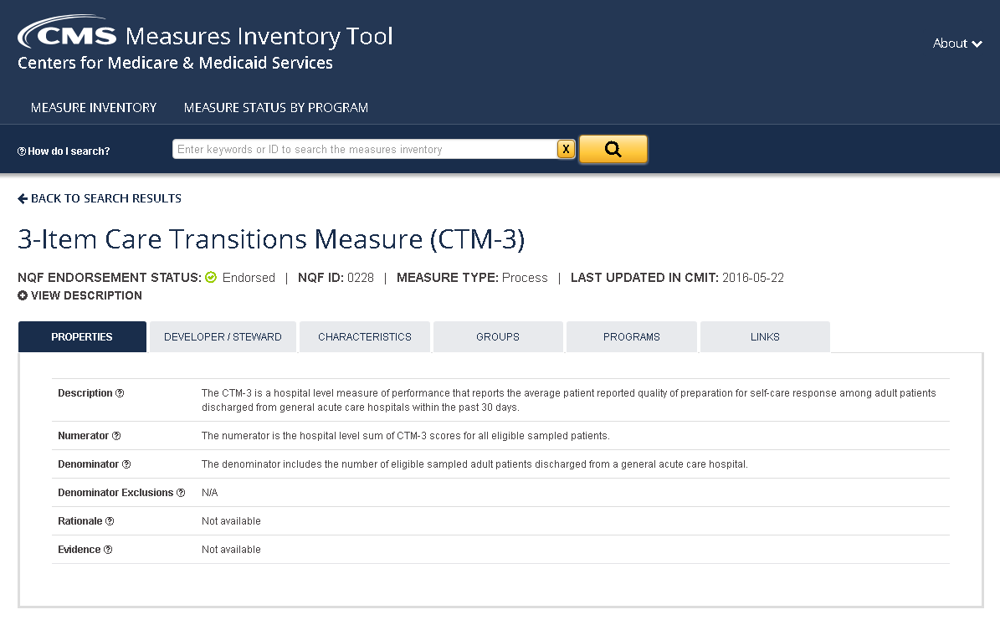 CMS Measures Inventory Tool
Centers for Medicare & Medicaid Services
About
MEASURE INVENTORY MEASURE STATUS BY PROGRAM
How do I search? Enter keywords or ID to search the measures inventory X
BACK TO SEARCH RESULTS
3-Item Care Transitions Measure (CTM-3)
NQF ENDORSEMENT STATUS: Endorsed | NQF ID: 0228 | MEASURE TYPE: Process | LAST UPDATED IN CMIT: 2016-05-22
VIEW DESCRIPTION
PROPERTIES DEVELOPER / STEWARD CHARACTERISTICS GROUPS PROGRAMS LINKS
Description The CTM-3 is a hospital level measure of performance that reports the average patient reported quality of preparation for self-care response among adult patients
discharged from general acute care hospitals within the past 30 days.
Numerator The numerator is the hospital level sum of CTM-3 scores for all eligible sampled patients.
Denominator The denominator includes the number of eligible sampled adult patients discharged from a general acute care hospital.
Denominator Exclusions N/A
Rationale Not available
Evidence Not available